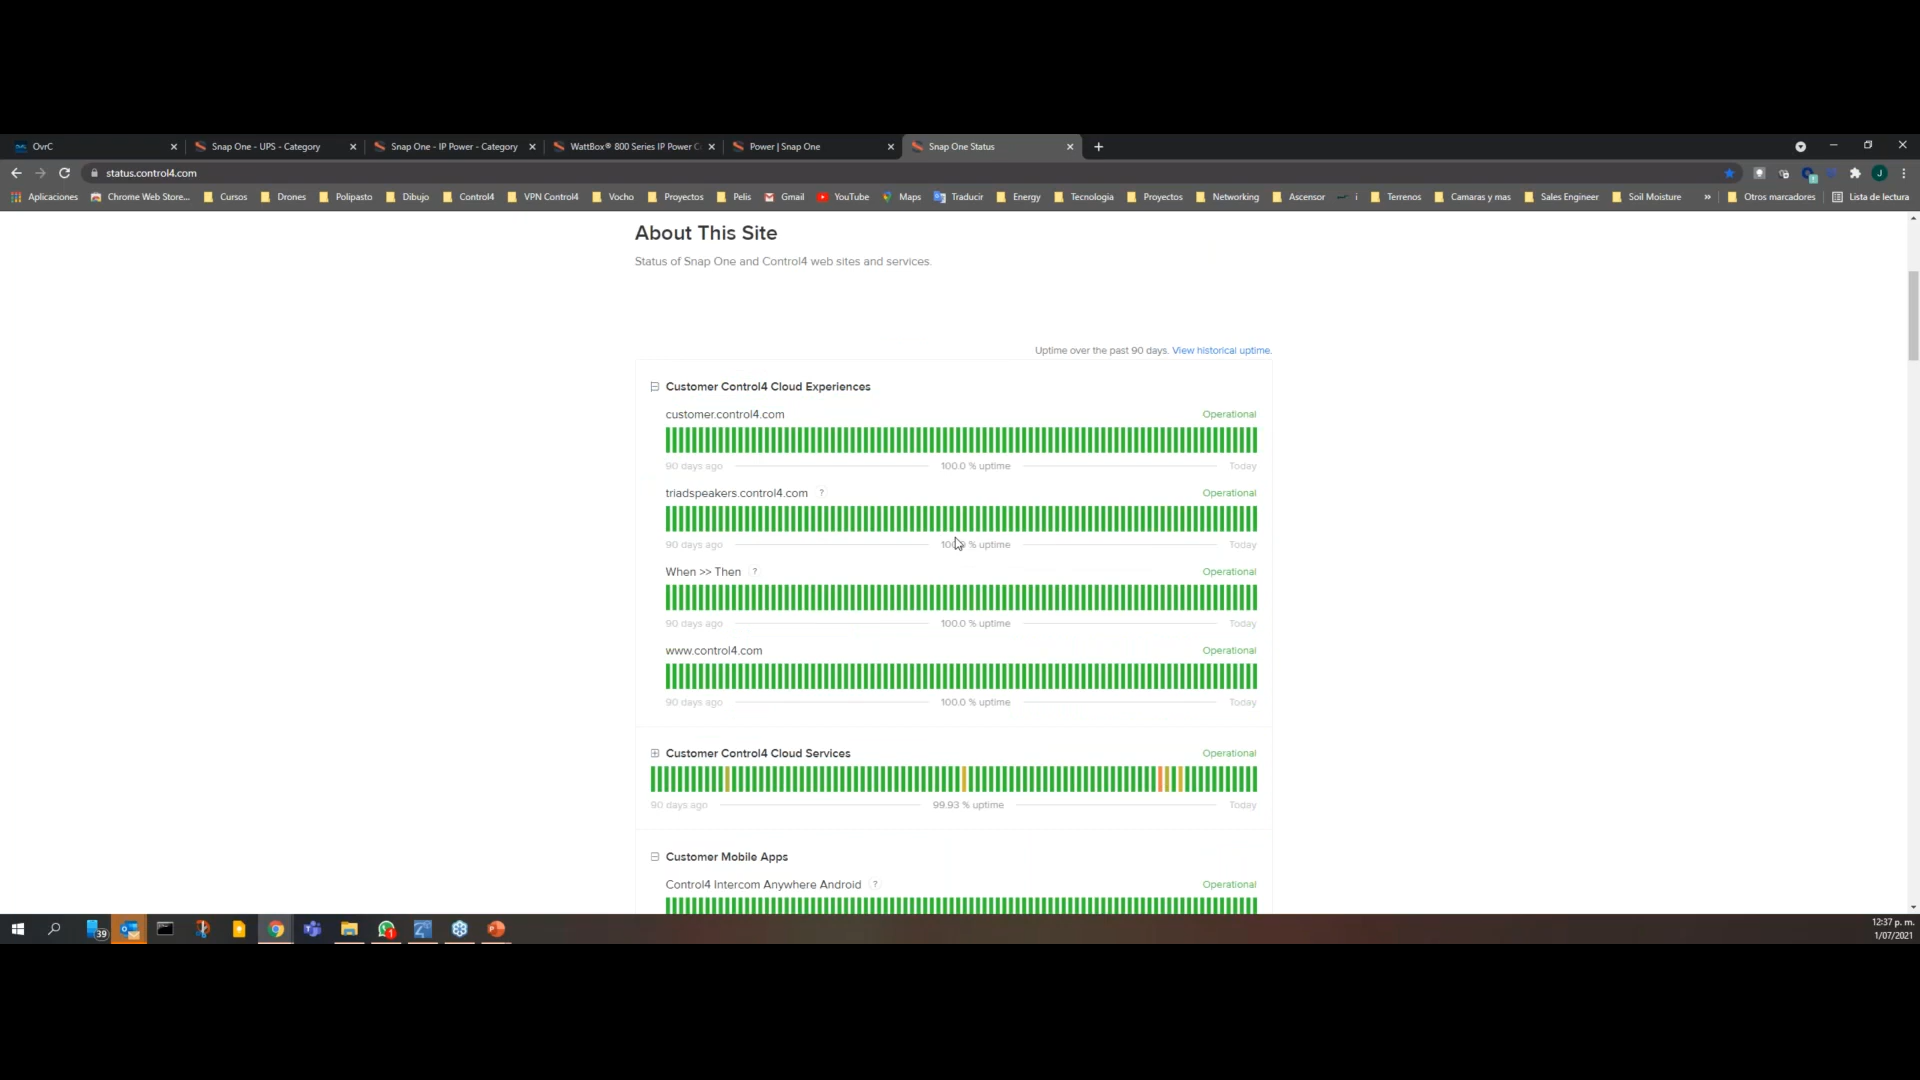 OvrC
Snap One - UPS - Category
Snap One - IP Power - Category
WattBox® 800 Series IP Power C
Power | Snap One
Snap One Status
status.control4.com
Aplicaciones
Chrome Web Store...
Cursos
Drones
Polipasto
Dibujo
Control4
VPN Control4
Vocho
Proyectos
Pelis
Gmail
YouTube
Maps
Traducir
Energy
Tecnologia
Proyectos
Networking
Ascensor
i
Terrenos
Camaras y mas
Sales Engineer
Soil Moisture
»
Otros marcadores
Lista de lectura
About This Site
Status of Snap One and Control4 web sites and services.
Uptime over the past 90 days. View historical uptime.
Customer Control4 Cloud Experiences
customer.control4.com
Operational
90 days ago
100.0 % uptime
Today
triadspeakers.control4.com ?
Operational
90 days ago
% uptime
Today
When >> Then ?
Operational
90 days ago
100.0 % uptime
Today
www.control4.com
Operational
90 days ago
100.0 % uptime
Today
Customer Control4 Cloud Services
Operational
90 days ago
99.93 % uptime
Today
Customer Mobile Apps
Control4 Intercom Anywhere Android ?
Operational
39
1
12:37 p. m.
1/07/2021